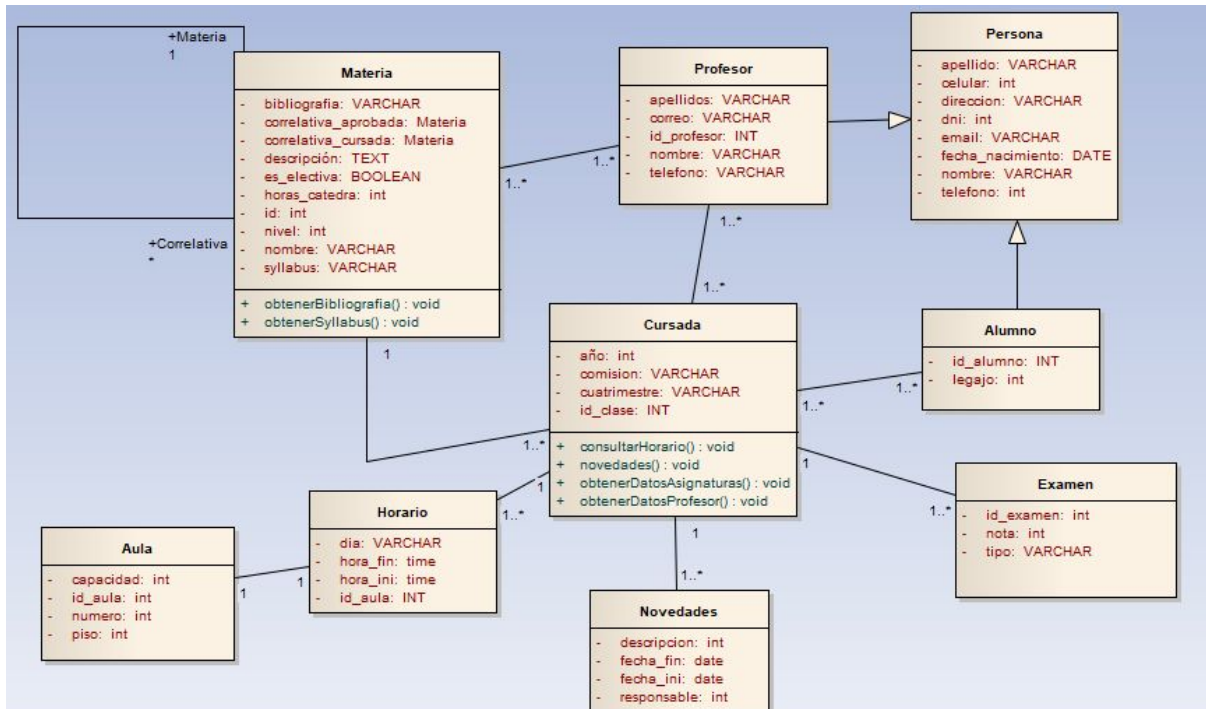 +Materia
1
Materia
- bibliografia: VARCHAR
- correlativa_aprobada: Materia
- correlativa_cursada: Materia
- descripción: TEXT
- es_electiva: BOOLEAN
- horas_catedra: int
- id: int
- nivel: int
- nombre: VARCHAR
- syllabus: VARCHAR
+ obtenerBibliografia() : void
+ obtenerSyllabus() : void
+Correlativa
*
1..*
1..*
Profesor
- apellidos: VARCHAR
- correo: VARCHAR
- id_profesor: INT
- nombre: VARCHAR
- telefono: VARCHAR
Persona
- apellido: VARCHAR
- celular: int
- direccion: VARCHAR
- dni: int
- email: VARCHAR
- fecha_nacimiento: DATE
- nombre: VARCHAR
- telefono: int
1..*
1..*
1
1..*
Cursada
- año: int
- comision: VARCHAR
- cuatrimestre: VARCHAR
- id_clase: INT
+ consultarHorario() : void
+ novedades() : void
+ obtenerDatosAsignaturas() : void
+ obtenerDatosProfesor() : void
1..*
1..*
Alumno
- id_alumno: INT
- legajo: int
1
1..*
Examen
- id_examen: int
- nota: int
- tipo: VARCHAR
1
1..*
Horario
- dia: VARCHAR
- hora_fin: time
- hora_ini: time
- id_aula: INT
1
1
Aula
- capacidad: int
- id_aula: int
- numero: int
- piso: int
1
1..*
Novedades
- descripcion: int
- fecha_fin: date
- fecha_ini: date
- responsable: int